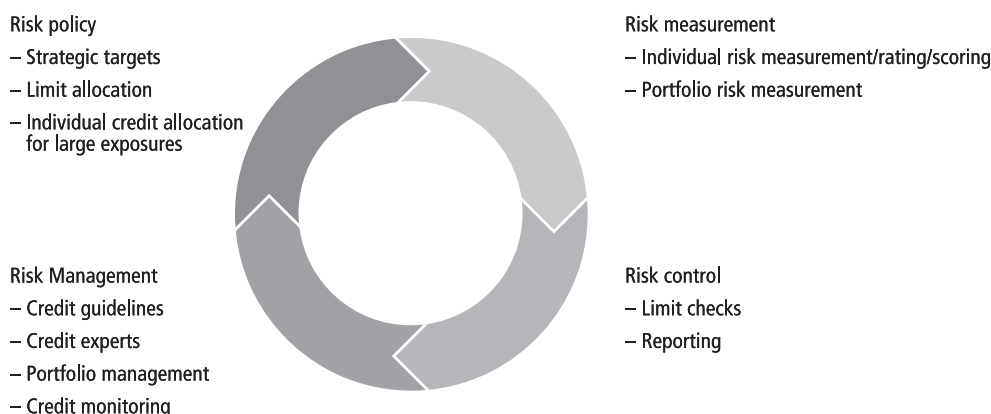 Risk policy
– Strategic targets
– Limit allocation
– Individual credit allocation
for large exposures
Risk measurement
– Individual risk measurement/rating/scoring
– Portfolio risk measurement
Risk Management
– Credit guidelines
– Credit experts
– Portfolio management
– Credit monitoring
Risk control
– Limit checks
– Reporting